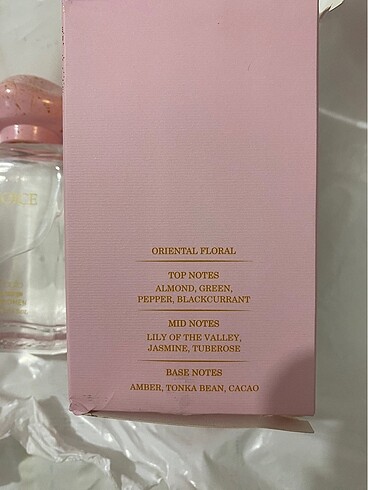 ORIENTAL FLORAL
TOP NOTES
ALMOND, GREEN,
PEPPER, BLACKCURRANT
MID NOTES
LILY OF THE VALLEY,
JASMINE, TUBEROSE
BASE NOTES
AMBER, TONKA BEAN, CACAO